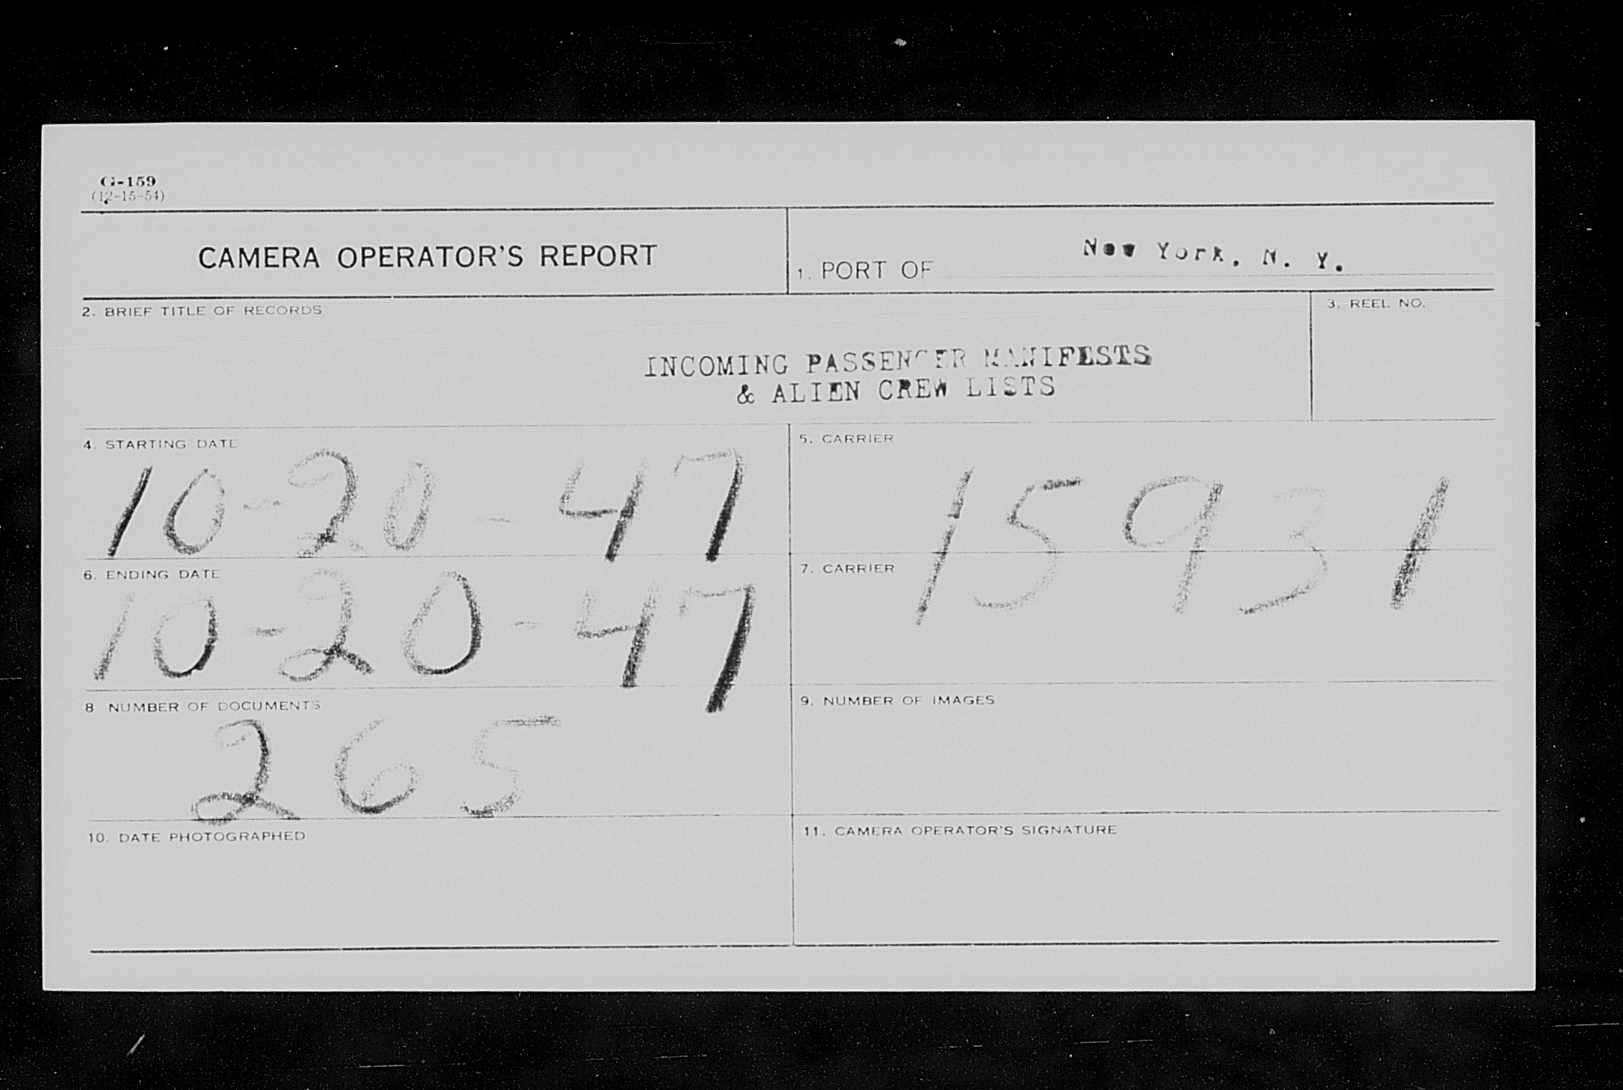 G-159
(12-15-54)
CAMERA OPERATOR'S REPORT
1. PORT OF New York, N. Y.
2. BRIEF TITLE OF RECORDS
3. REEL NO.
INCOMING PASSENGER MANIFESTS
& ALIEN CREW LISTS
4. STARTING DATE
10-20-47
5. CARRIER
15931
6. ENDING DATE
10-20-47
7. CARRIER
8 NUMBER OF DOCUMENTS
265
9. NUMBER OF IMAGES
10. DATE PHOTOGRAPHED
11. CAMERA OPERATOR'S SIGNATURE